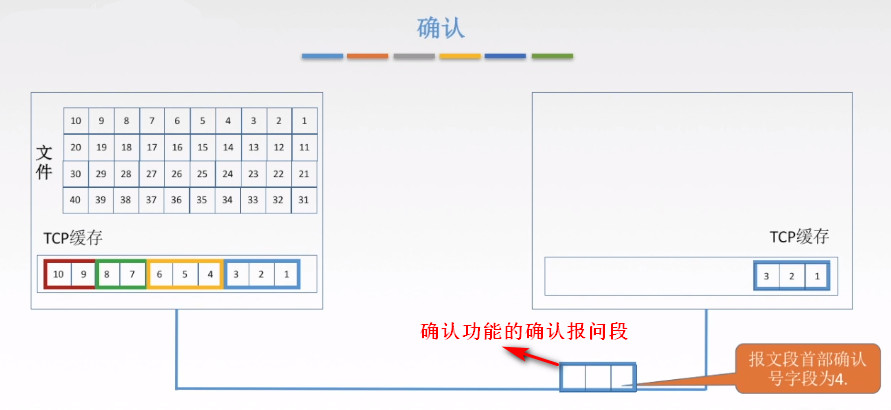 确认
10 9 8 7 6 5 4 3 2 1
20 19 18 17 16 15 14 13 12 11
30 29 28 27 26 25 24 23 22 21
40 39 38 37 36 35 34 33 32 31
文件
TCP缓存
10 9 8 7 6 5 4 3 2 1
TCP缓存
3 2 1
确认功能的确认报问段
报文段首部确认
号字段为4.